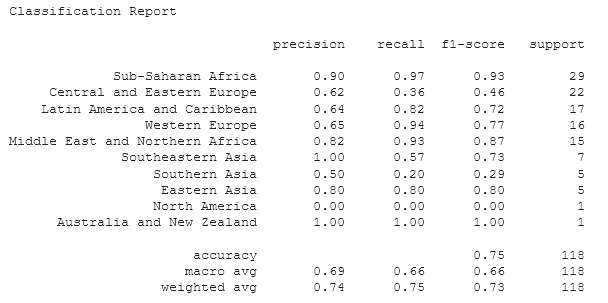 Classification Report
precision recall f1-score support
Sub-Saharan Africa 0.90 0.97 0.93 29
Central and Eastern Europe 0.62 0.36 0.46 22
Latin America and Caribbean 0.64 0.82 0.72 17
Western Europe 0.65 0.94 0.77 16
Middle East and Northern Africa 0.82 0.93 0.87 15
Southeastern Asia 1.00 0.57 0.73 7
Southern Asia 0.50 0.20 0.29 5
Eastern Asia 0.80 0.80 0.80 5
North America 0.00 0.00 0.00 1
Australia and New Zealand 1.00 1.00 1.00 1
accuracy 0.75 118
macro avg 0.69 0.66 0.66 118
weighted avg 0.74 0.75 0.73 118